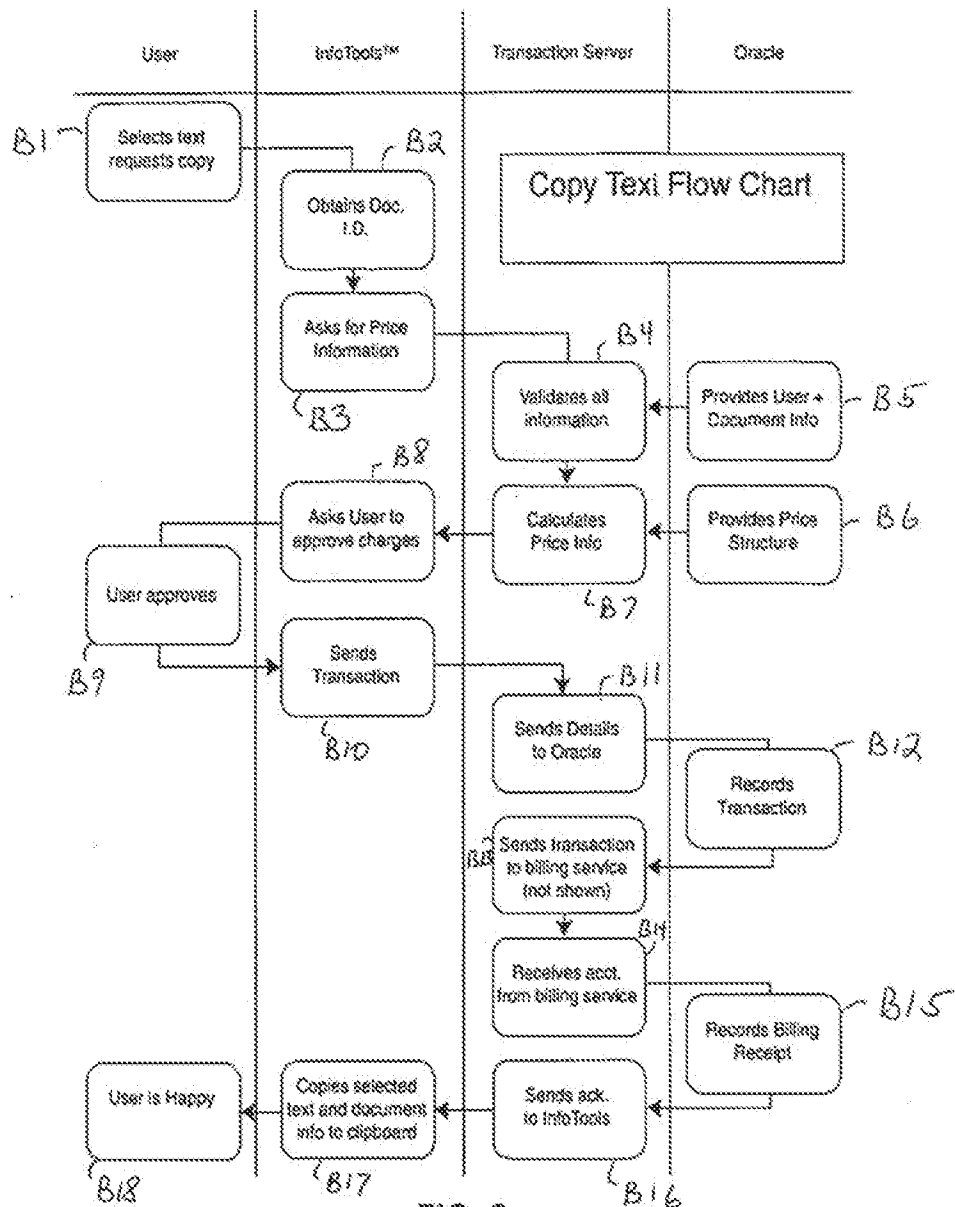 User
InfoTools™
Transaction Server
Oracle
B1
Selects text
requests copy
B2
Obtains Doc.
I.D.
Copy Texi Flow Chart
Asks for Price
Information
B3
B4
Validates all
information
Provides User +
Document Info
B5
B8
Asks User to
approve charges
Calculates
Price Info
B7
Provides Price
Structure
B6
User approves
B9
Sends
Transaction
B10
B11
Sends Details
to Oracle
B12
Records
Transaction
Sends transaction
to billing service
(not shown)
B14
Receives acct.
from billing service
B15
Records Billing
Receipt
User is Happy
B18
Copies selected
text and document
info to clipboard
B17
Sends ack.
io InfoTools
B16